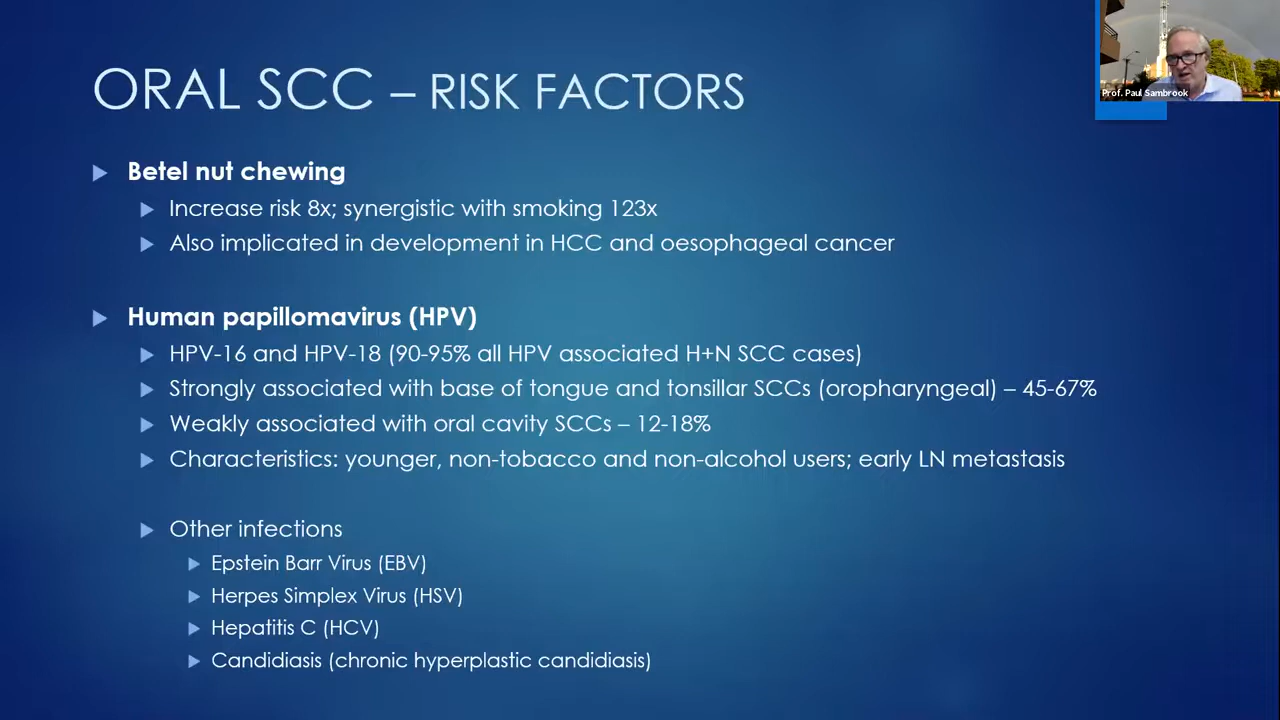 ORAL SCC – RISK FACTORS
Prof. Paul Sambrook
Betel nut chewing
Increase risk 8x; synergistic with smoking 123x
Also implicated in development in HCC and oesophageal cancer
Human papillomavirus (HPV)
HPV-16 and HPV-18 (90-95% all HPV associated H+N SCC cases)
Strongly associated with base of tongue and tonsillar SCCs (oropharyngeal) – 45-67%
Weakly associated with oral cavity SCCs – 12-18%
Characteristics: younger, non-tobacco and non-alcohol users; early LN metastasis
Other infections
Epstein Barr Virus (EBV)
Herpes Simplex Virus (HSV)
Hepatitis C (HCV)
Candidiasis (chronic hyperplastic candidiasis)